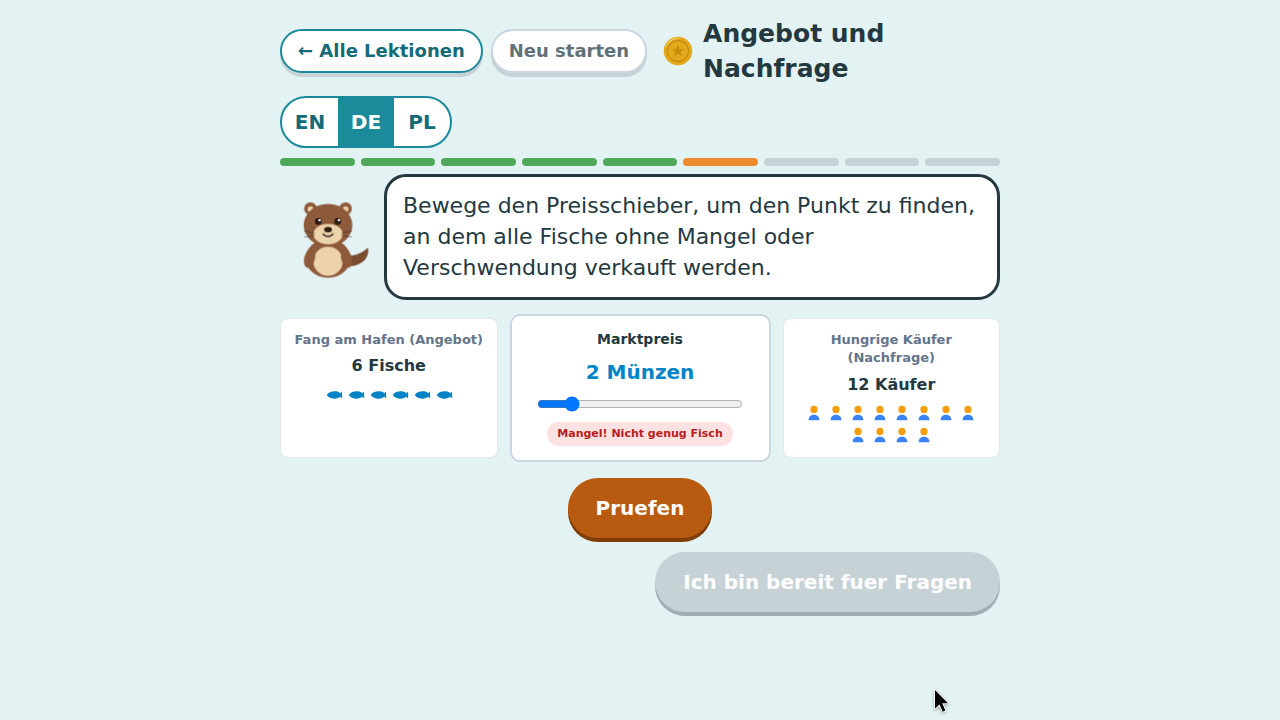 ← Alle Lektionen
Neu starten
Angebot und
Nachfrage
EN DE PL
Bewege den Preisschieber, um den Punkt zu finden,
an dem alle Fische ohne Mangel oder
Verschwendung verkauft werden.
Fang am Hafen (Angebot)
6 Fische
Marktpreis
2 Münzen
Mangel! Nicht genug Fisch
Hungrige Käufer
(Nachfrage)
12 Käufer
Pruefen
Ich bin bereit fuer Fragen